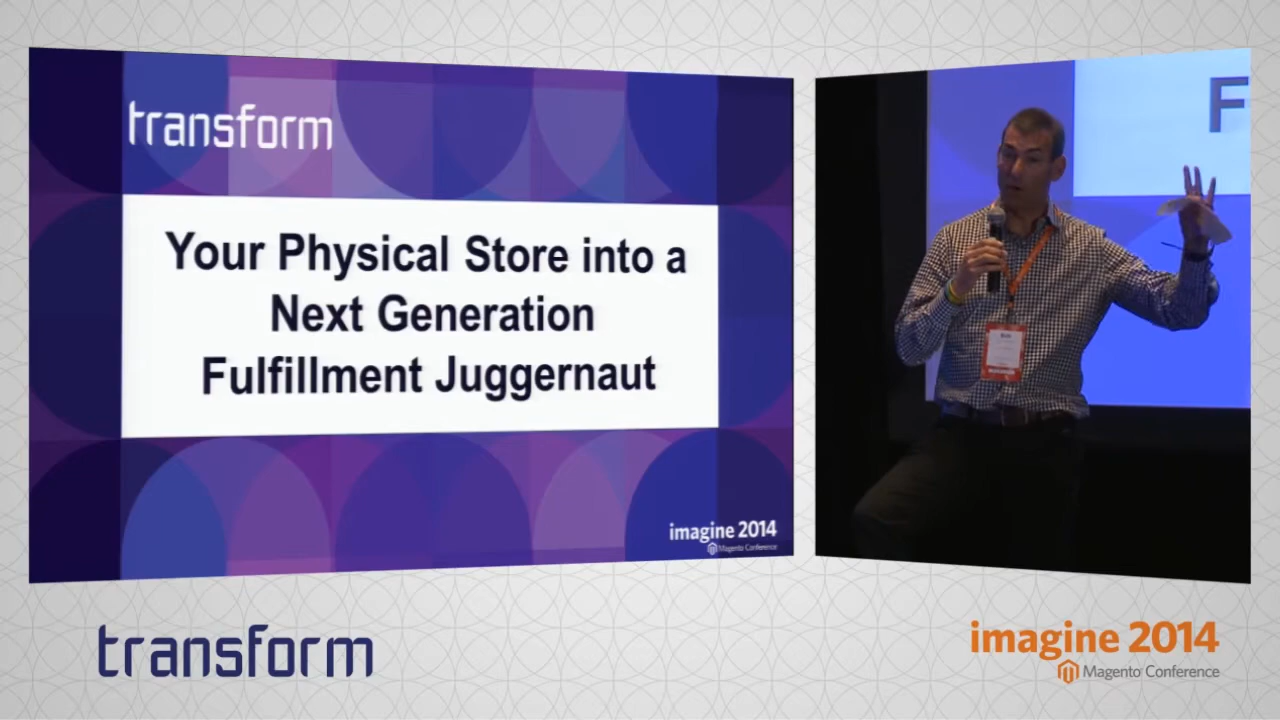 transform
Your Physical Store into a
Next Generation
Fulfillment Juggernaut
imagine 2014
Magento Conference
F
transform
imagine 2014
Magento Conference